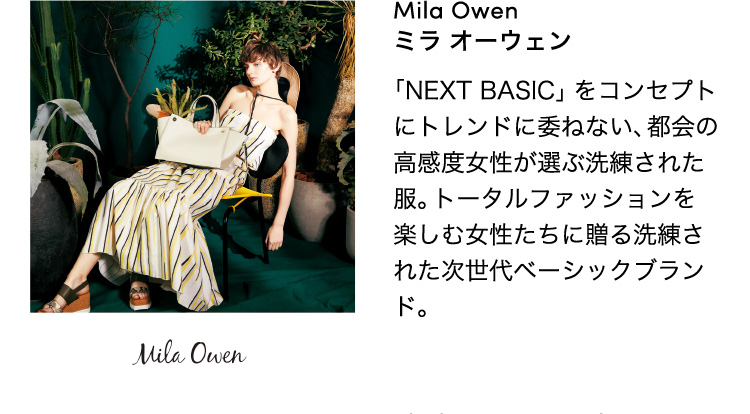 Mila Owen
ミラ オーウェン
「NEXT BASIC」をコンセプト
にトレンドに委ねない、都会の
高感度女性が選ぶ洗練された
服。トータルファッションを
楽しむ女性たちに贈る洗練さ
れた次世代ベーシックブラン
ド。
Mila Owen